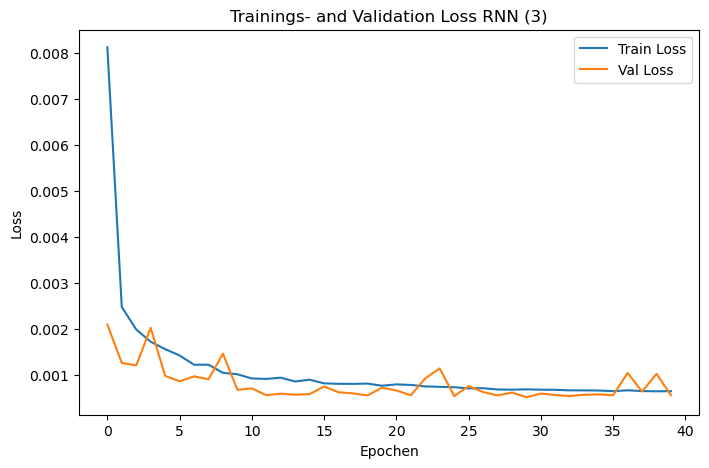 Trainings- and Validation Loss RNN (3)
Train Loss
Val Loss
Loss
0.008
0.007
0.006
0.005
0.004
0.003
0.002
0.001
0 5 10 15 20 25 30 35 40
Epochen